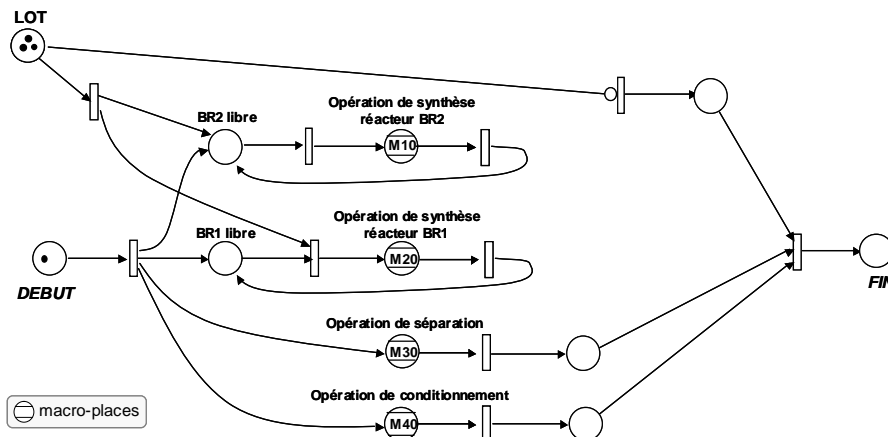 LOT
BR2 libre
Opération de synthèse
réacteur BR2
M10
Opération de synthèse
réacteur BR1
BR1 libre
M20
DEBUT
FIN
Opération de séparation
M30
Opération de conditionnement
M40
macro-places